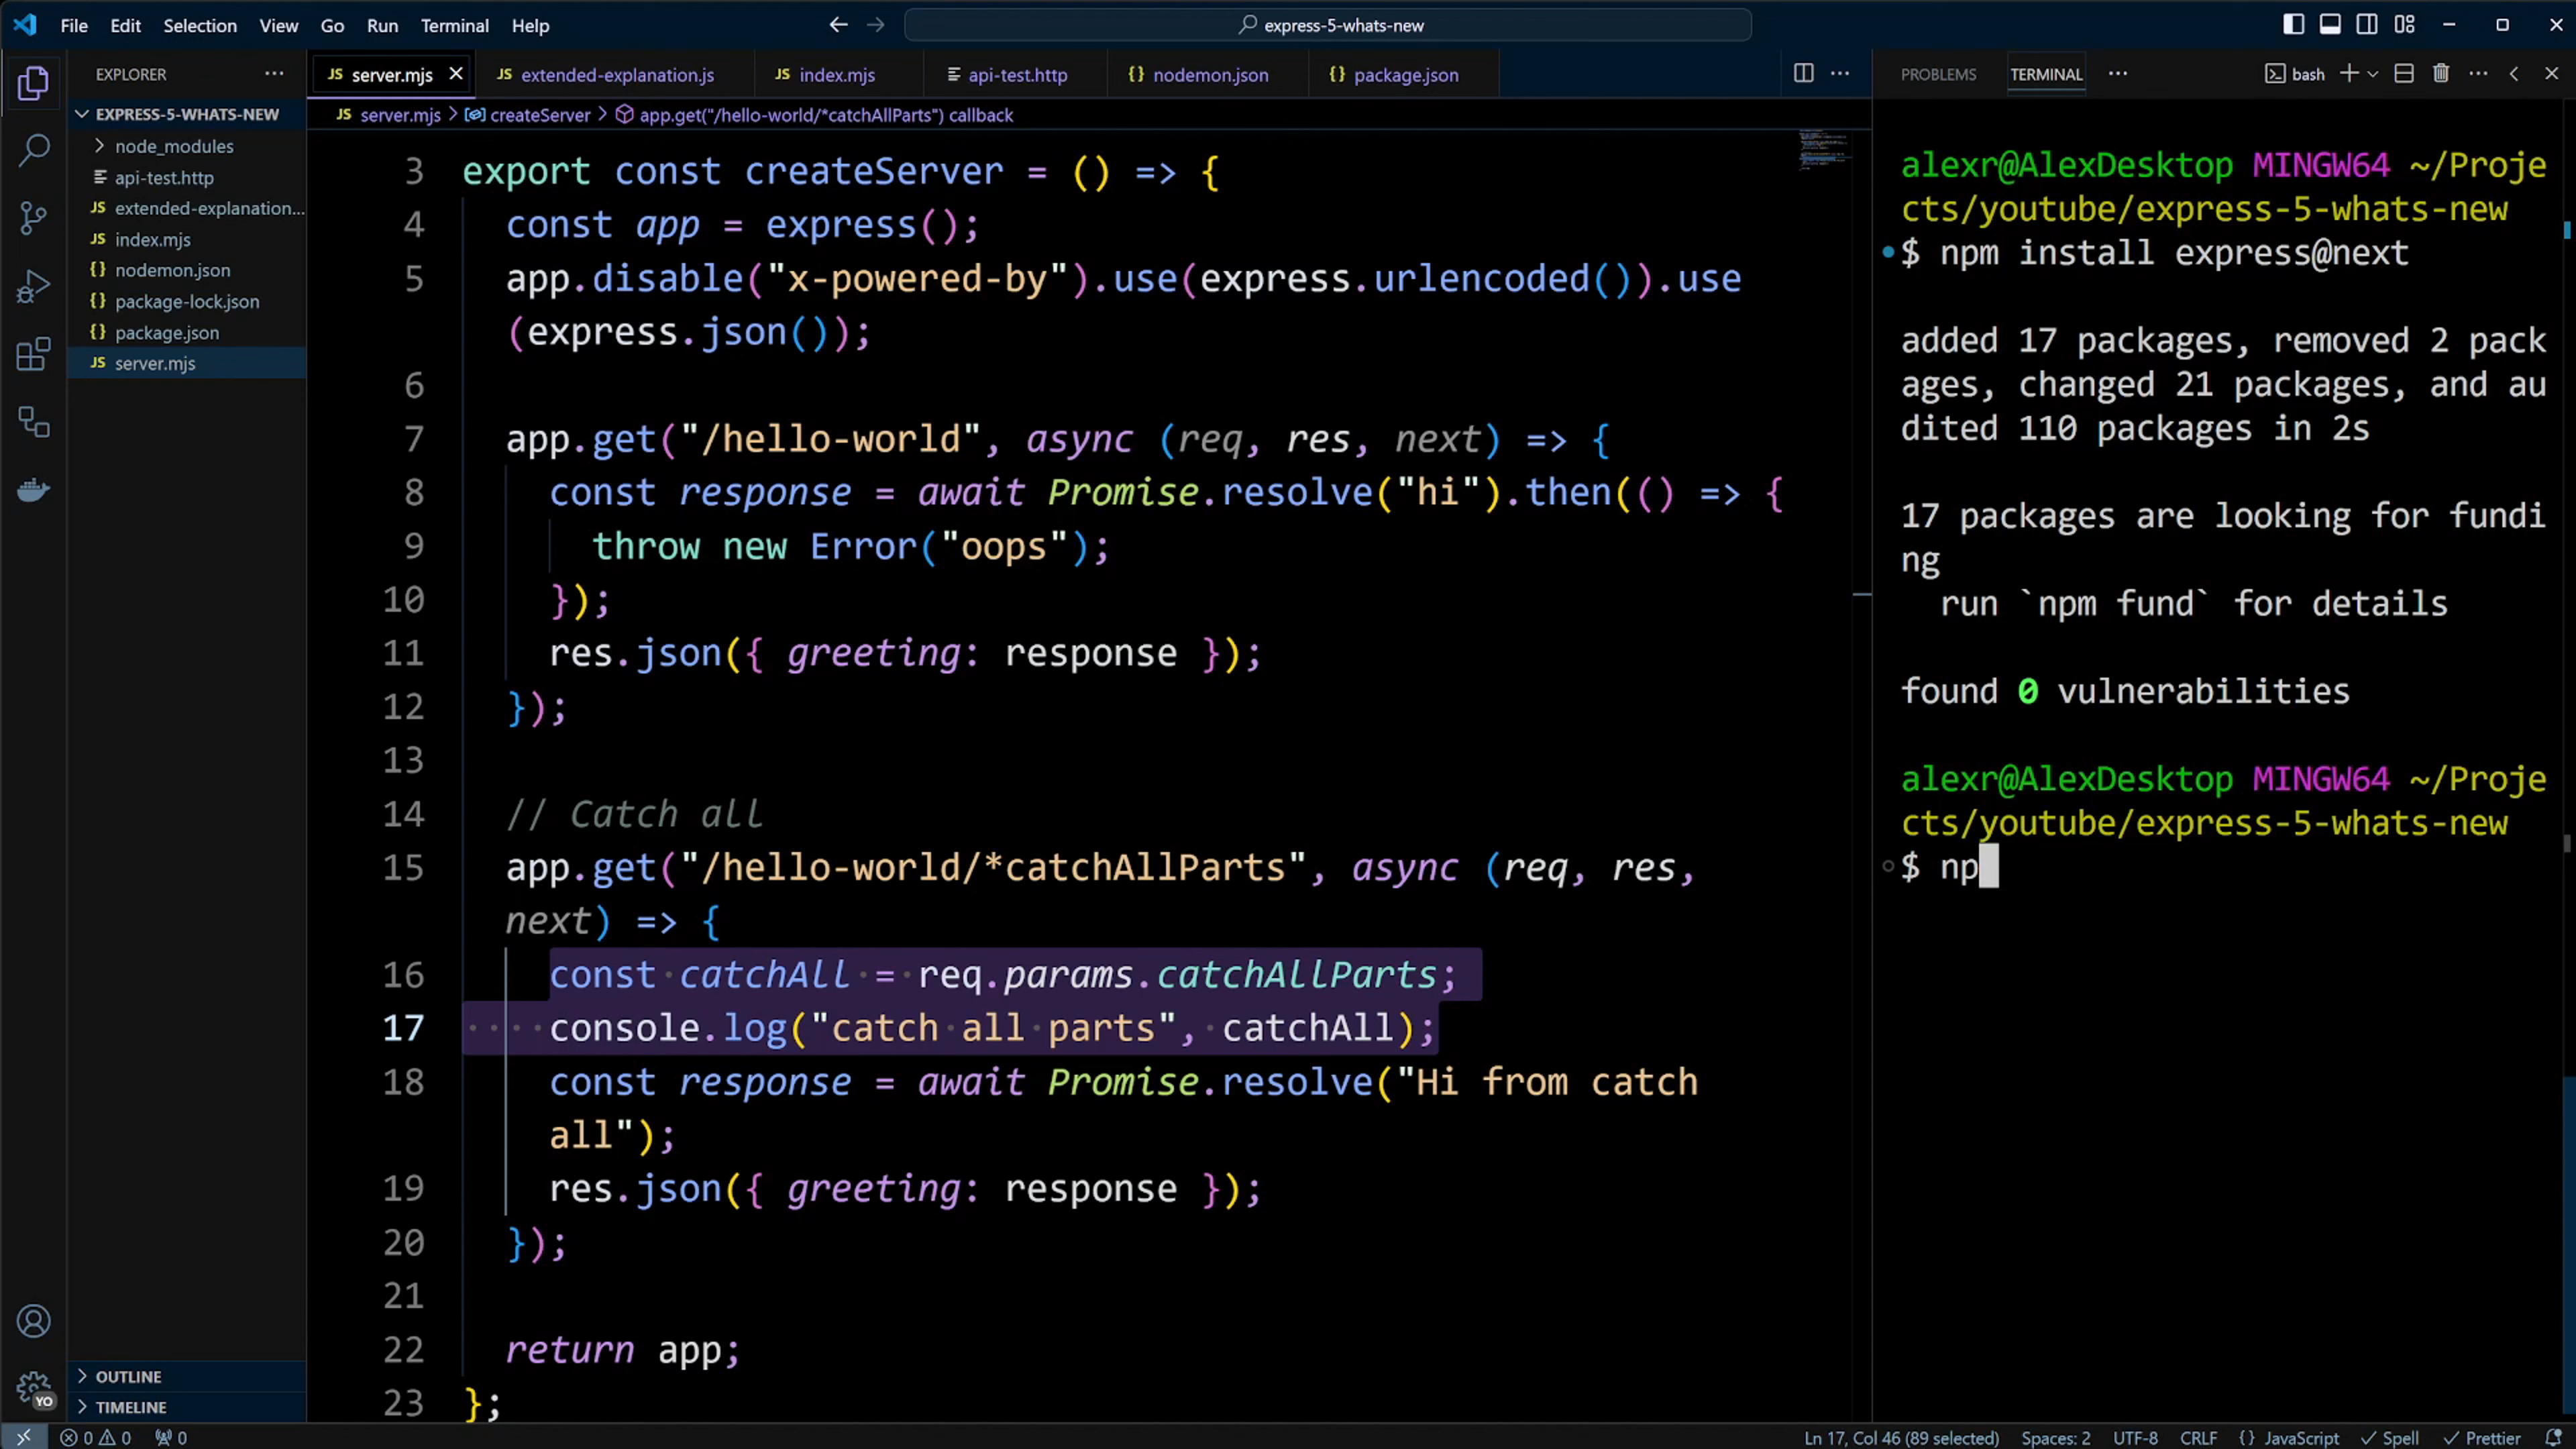 File Edit Selection View Go Run Terminal Help
express-5-whats-new
EXPLORER
EXPRESS-5-WHATS-NEW
node_modules
api-test.http
JS extended-explanation...
JS index.mjs
{} nodemon.json
{} package-lock.json
{} package.json
JS server.mjs
OUTLINE
TIMELINE
YO
JS server.mjs
JS extended-explanation.js
JS index.mjs
api-test.http
{} nodemon.json
{} package.json
JS server.mjs > createServer > app.get("/hello-world/*catchAllParts") callback
3 export const createServer = () => {
4 const app = express();
5 app.disable("x-powered-by").use(express.urlencoded()).use
(express.json());
6
7 app.get("/hello-world", async (req, res, next) => {
8 const response = await Promise.resolve("hi").then(() => {
9 throw new Error("oops");
10 });
11 res.json({ greeting: response });
12 });
13
14 // Catch all
15 app.get("/hello-world/*catchAllParts", async (req, res,
next) => {
16 const catchAll = req.params.catchAllParts;
17 console.log("catch all parts", catchAll);
18 const response = await Promise.resolve("Hi from catch
all");
19 res.json({ greeting: response });
20 });
21
22 return app;
23 };
PROBLEMS TERMINAL
bash
alexr@AlexDesktop MINGW64 ~/Proje
cts/youtube/express-5-whats-new
$ npm install express@next
added 17 packages, removed 2 pack
ages, changed 21 packages, and au
dited 110 packages in 2s
17 packages are looking for fundi
ng
run `npm fund` for details
found 0 vulnerabilities
alexr@AlexDesktop MINGW64 ~/Proje
cts/youtube/express-5-whats-new
$ np
0 0 0
Ln 17, Col 46 (89 selected) Spaces: 2 UTF-8 CRLF {} JavaScript Spell Prettier